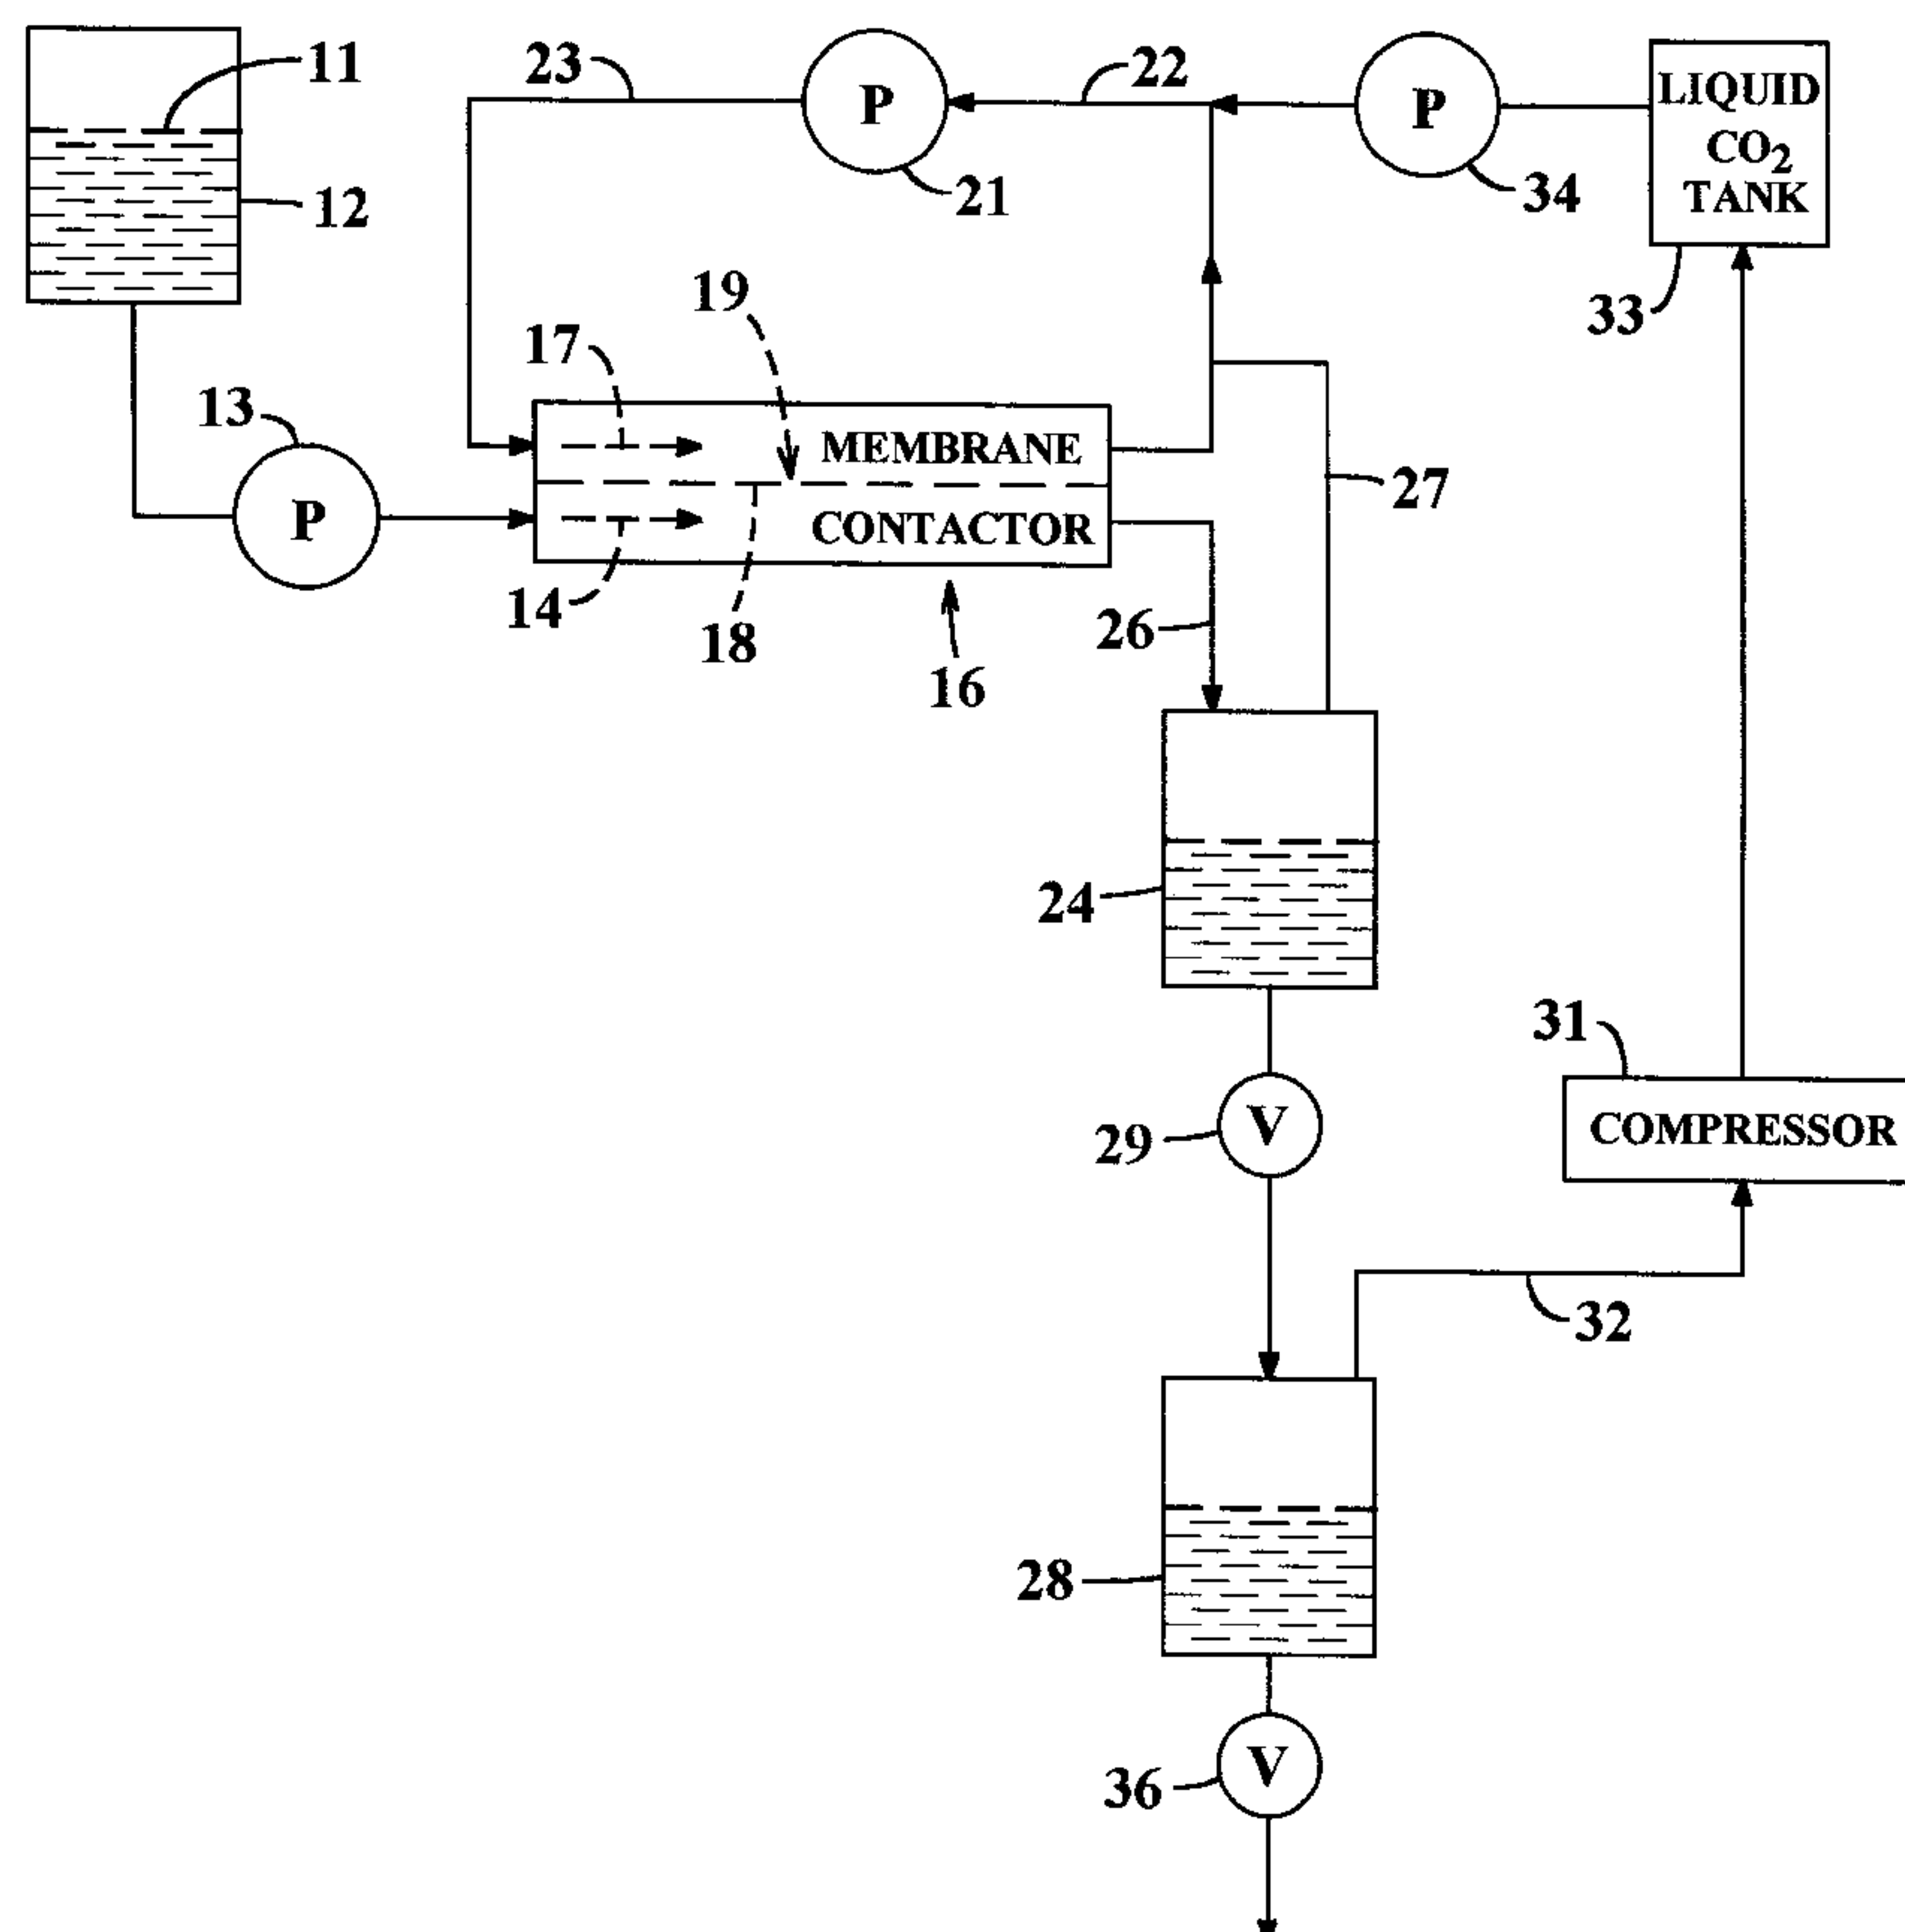 11
12
13
P
14
17
19
18
16
MEMBRANE
CONTACTOR
23
P
21
22
P
34
LIQUID
CO2
TANK
33
27
26
24
V
29
31
COMPRESSOR
32
28
V
36